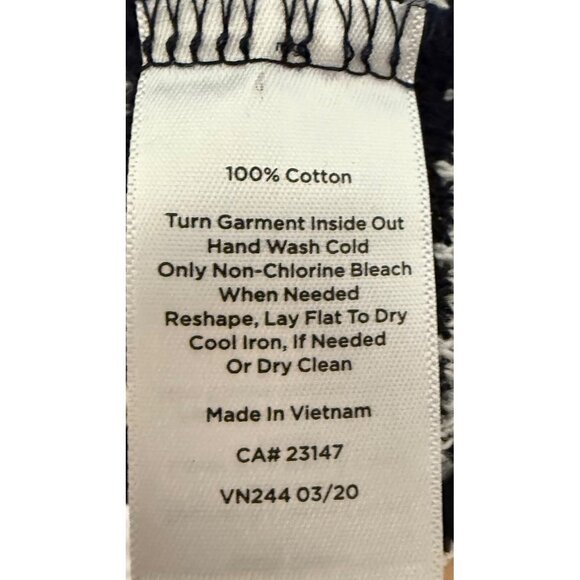 100% Cotton
Turn Garment Inside Out
Hand Wash Cold
Only Non-Chlorine Bleach
When Needed
Reshape, Lay Flat To Dry
Cool Iron, If Needed
Or Dry Clean
Made In Vietnam
CA# 23147
VN244 03/20